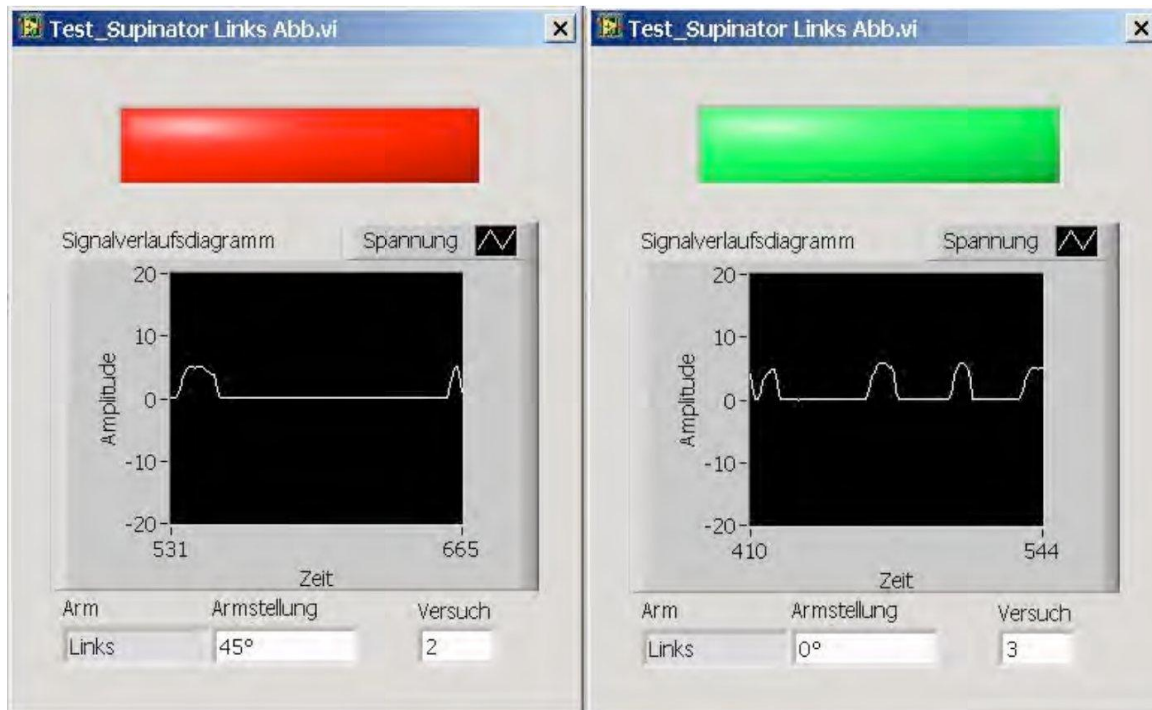 Test_Supinator Links Abb.vi
Signalverlaufsdiagramm Spannung
20
10
0
-10
-20
Amplitude
531 665
Zeit
Arm Armstellung Versuch
Links 45° 2
Test_Supinator Links Abb.vi
Signalverlaufsdiagramm Spannung
20
10
0
-10
-20
Amplitude
410 544
Zeit
Arm Armstellung Versuch
Links 0° 3